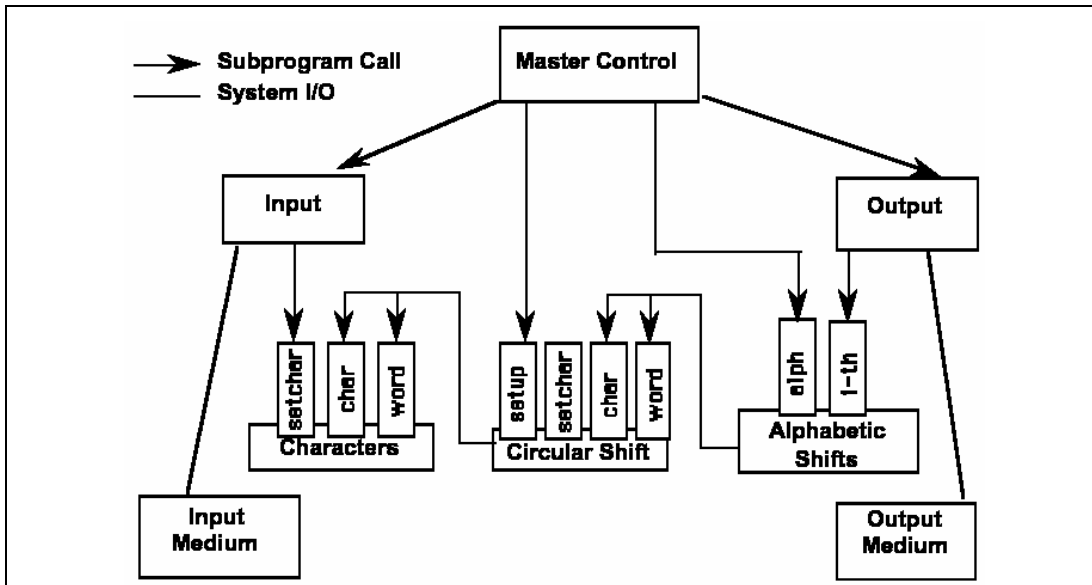 Subprogram Call
System I/O
Master Control
Input
Output
setchar
char
word
setup
setchar
char
word
alph
i-th
Characters
Circular Shift
Alphabetic
Shifts
Input
Medium
Output
Medium